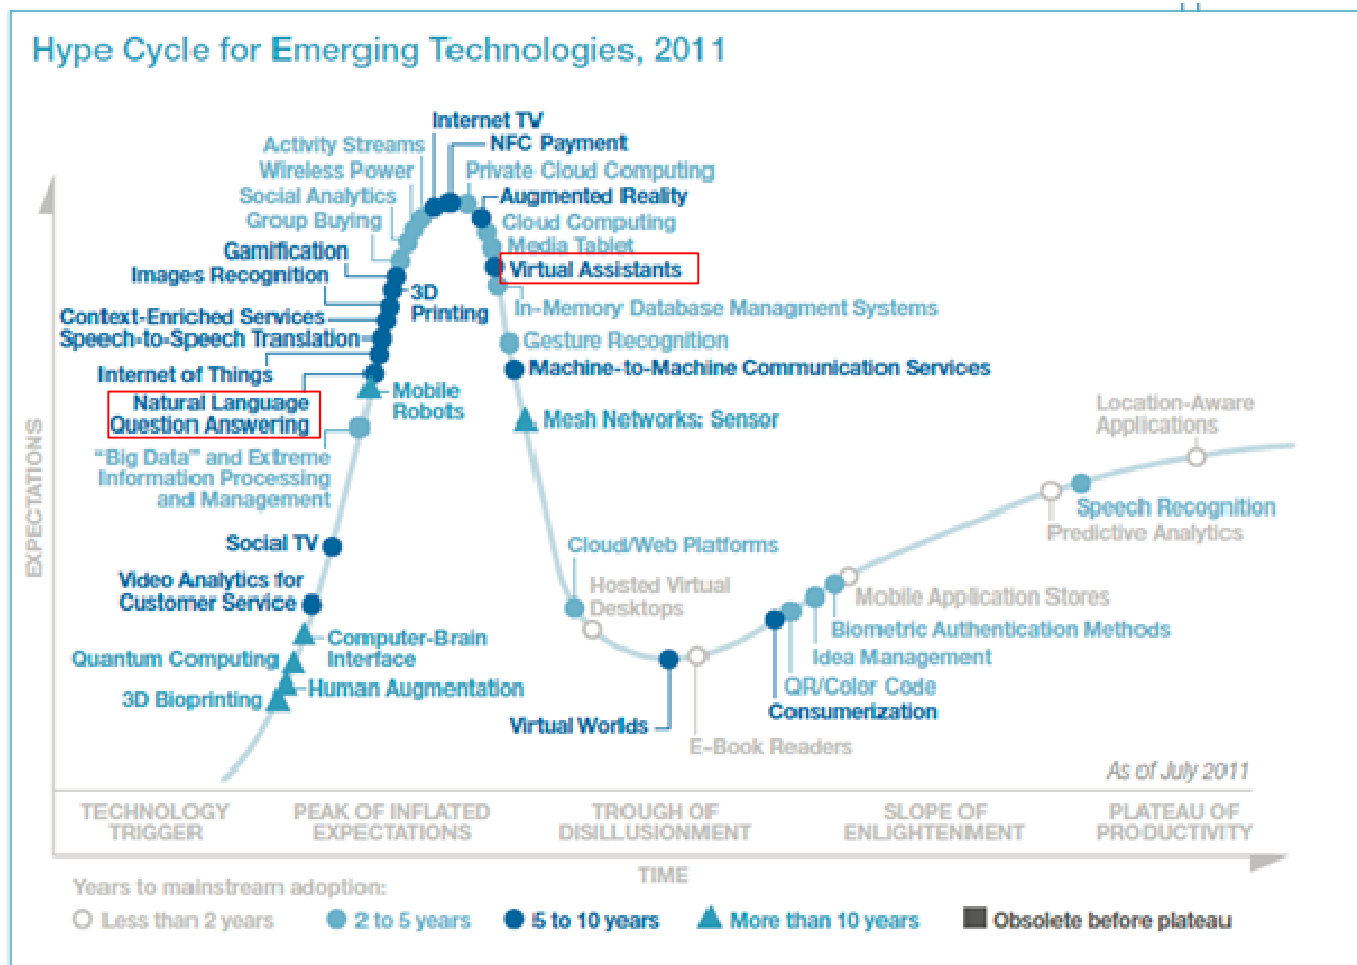 Hype Cycle for Emerging Technologies, 2011
Internet TV
NFC Payment
Activity Streams
Wireless Power
Private Cloud Computing
Social Analytics
Augmented Reality
Group Buying
Cloud Computing
Gamification
Media Tablet
Images Recognition
Virtual Assistants
3D
Printing
In-Memory Database Managment Systems
Context-Enriched Services
Speech-to-Speech Translation
Gesture Recognition
Internet of Things
Machine-to-Machine Communication Services
Natural Language
Question Answering
Mobile
Robots
Mesh Networks: Sensor
Location-Aware
Applications
"Big Data" and Extreme
Information Processing
and Management
Speech Recognition
Predictive Analytics
Social TV
Cloud/Web Platforms
Video Analytics for
Customer Service
Hosted Virtual
Desktops
Mobile Application Stores
Biometric Authentication Methods
Computer-Brain
Interface
Quantum Computing
Idea Management
Human Augmentation
QR/Color Code
3D Bioprinting
Consumerization
Virtual Worlds
E-Book Readers
EXPECTATIONS
As of July 2011
TECHNOLOGY
TRIGGER
PEAK OF INFLATED
EXPECTATIONS
TROUGH OF
DISILLUSIONMENT
SLOPE OF
ENLIGHTENMENT
PLATEAU OF
PRODUCTIVITY
TIME
Years to mainstream adoption:
Less than 2 years
2 to 5 years
5 to 10 years
More than 10 years
Obsolete before plateau